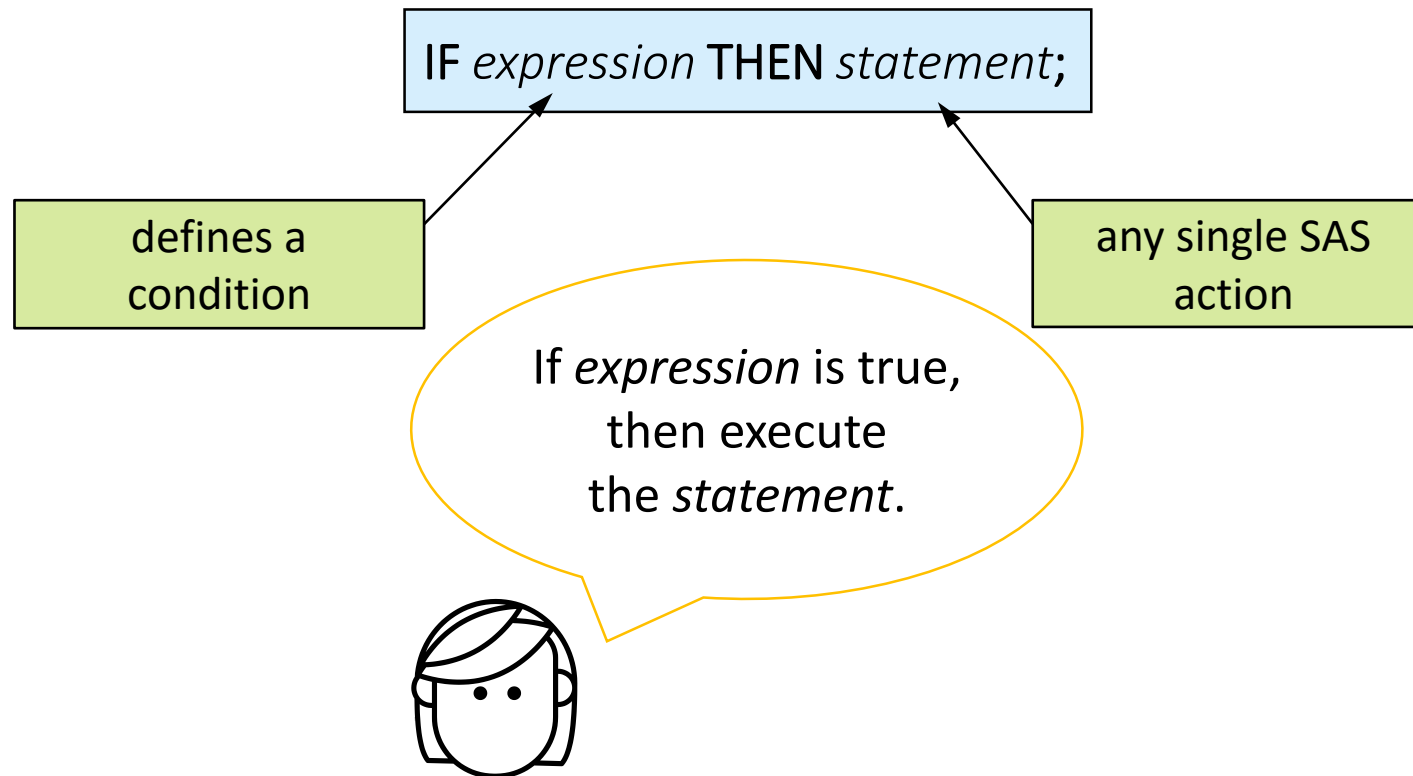 IF expression THEN statement;
defines a
condition
any single SAS
action
If expression is true,
then execute
the statement.